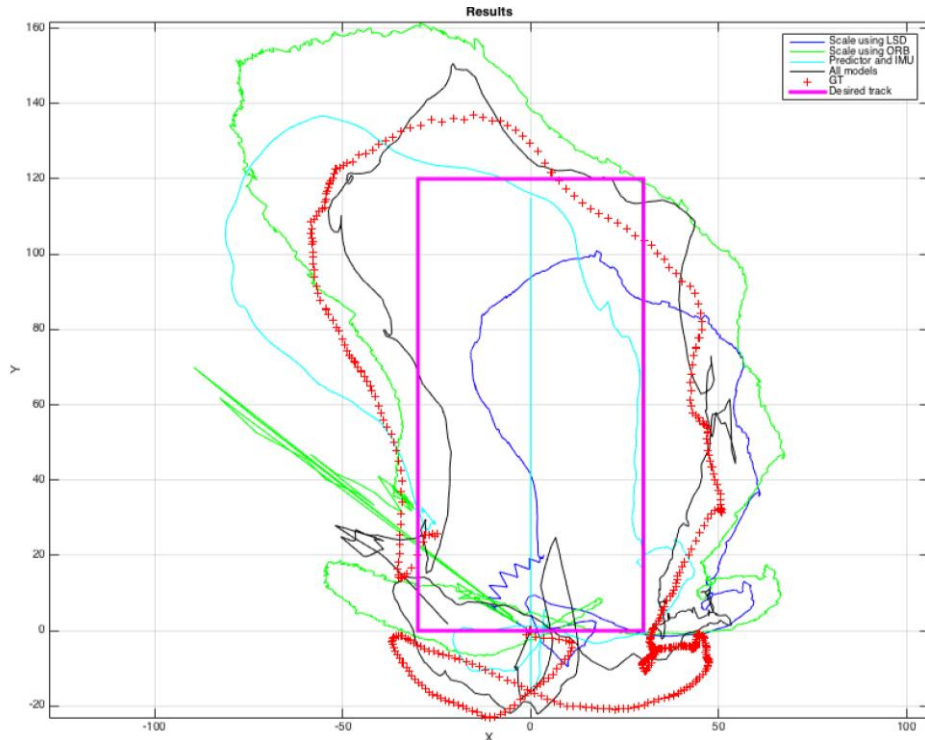 Results
Scale using LSD
Scale using ORB
Predictor and IMU
All models
GT
Desired track
160
140
120
100
80
60
40
20
0
-20
Y
-100
-50
0
50
100
X